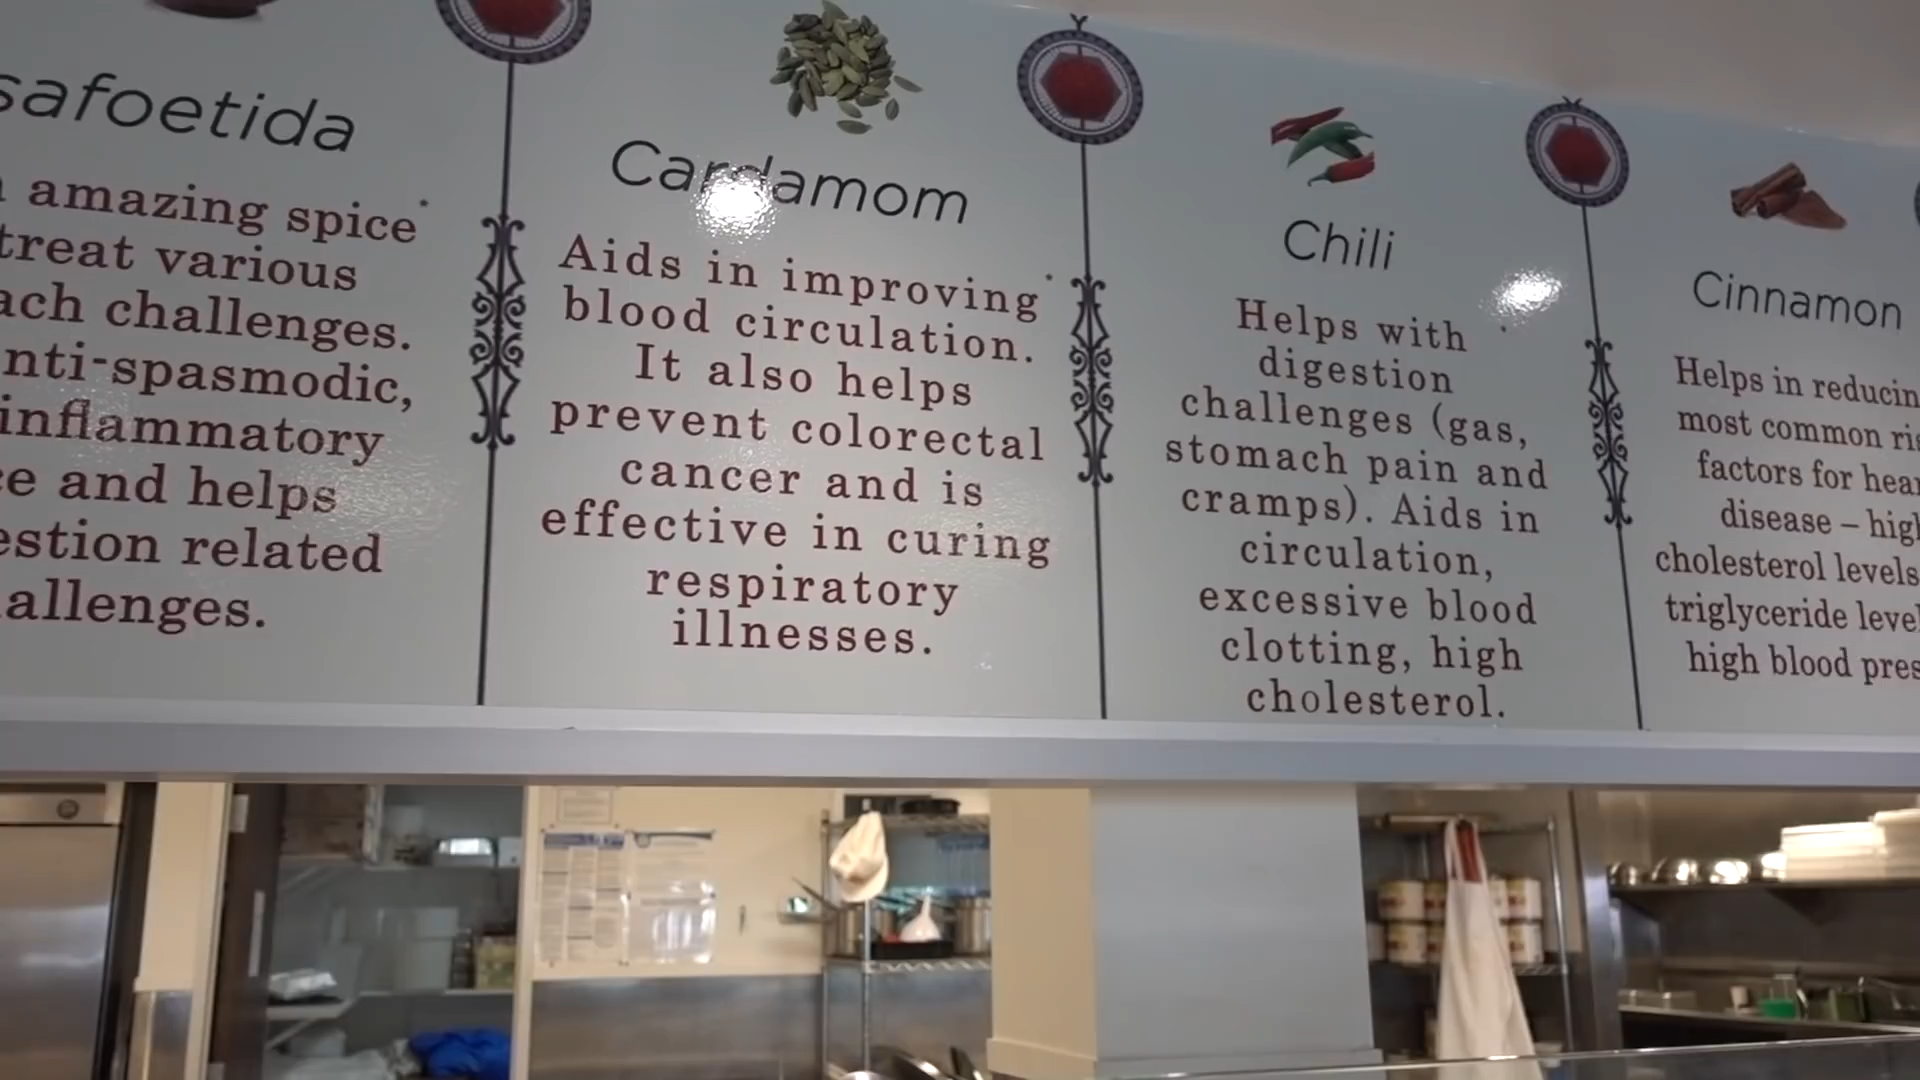 safoetida
amazing spice
treat various
ach challenges.
nti-spasmodic,
inflammatory
e and helps
estion related
allenges.
Cardamom
Aids in improving
blood circulation.
It also helps
prevent colorectal
cancer and is
effective in curing
respiratory
illnesses.
Chili
Helps with
digestion
challenges (gas,
stomach pain and
cramps). Aids in
circulation,
excessive blood
clotting, high
cholesterol.
Cinnamon
Helps in reducin
most common ris
factors for hear
disease – high
cholesterol levels
triglyceride level
high blood pres